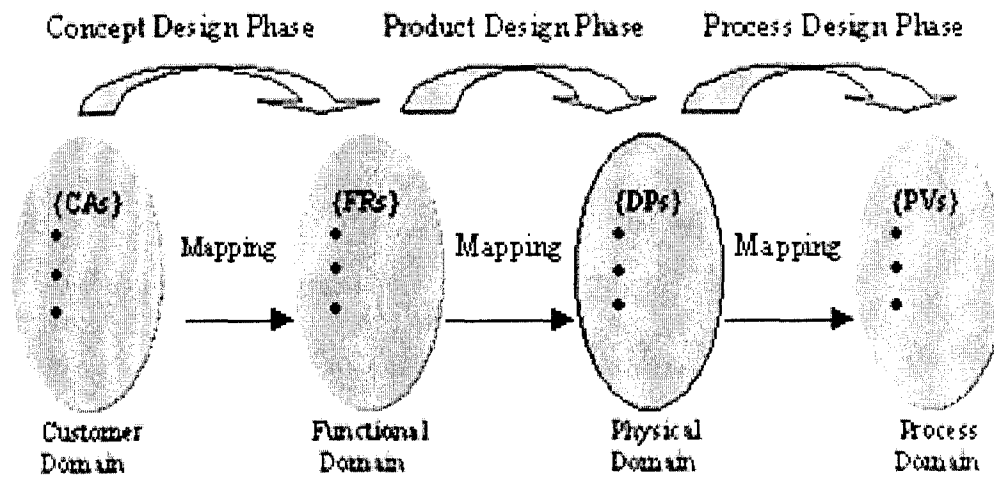 Concept Design Phase Product Design Phase Process Design Phase
{CAs} {FRs} {DPs} {PVs}
Mapping Mapping Mapping
Customer Domain
Functional Domain
Physical Domain
Process Domain